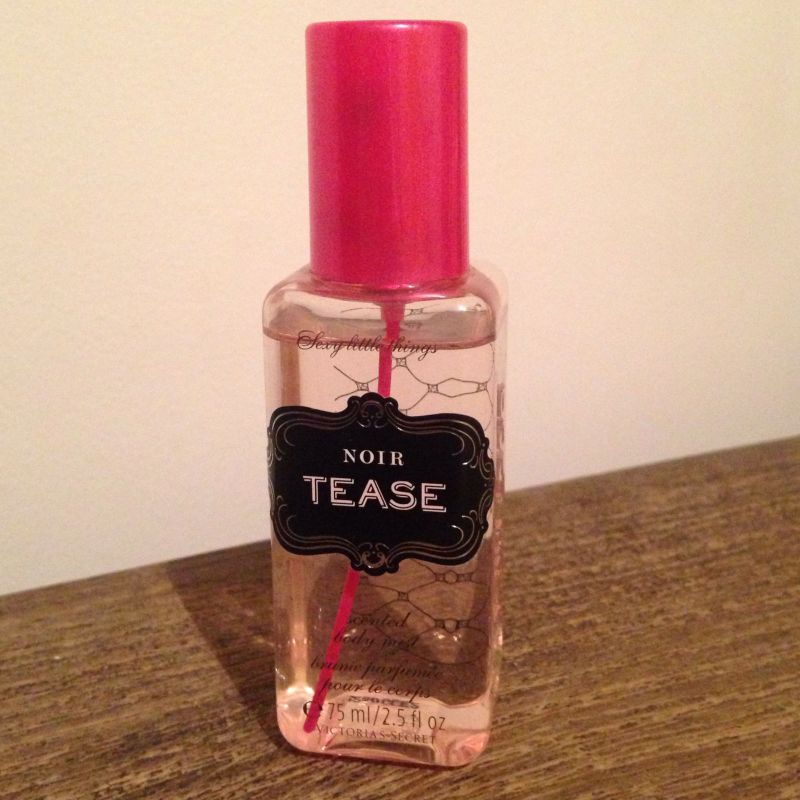 Sexy little things
NOIR
TEASE
scented
body mist
brume parfumée
pour le corps
75 ml/2.5 fl oz
VICTORIA'S SECRET